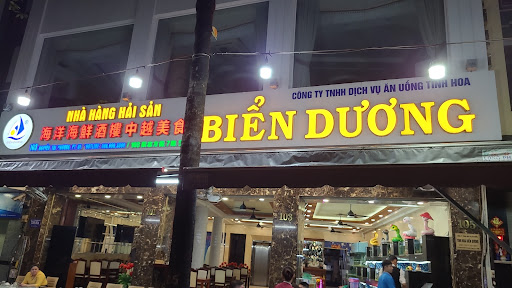 NHÀ HÀNG HẢI SẢN
海洋海鮮酒樓中越美食
CÔNG TY TNHH DỊCH VỤ ĂN UỐNG TINH HOA
BIỂN DƯƠNG
103